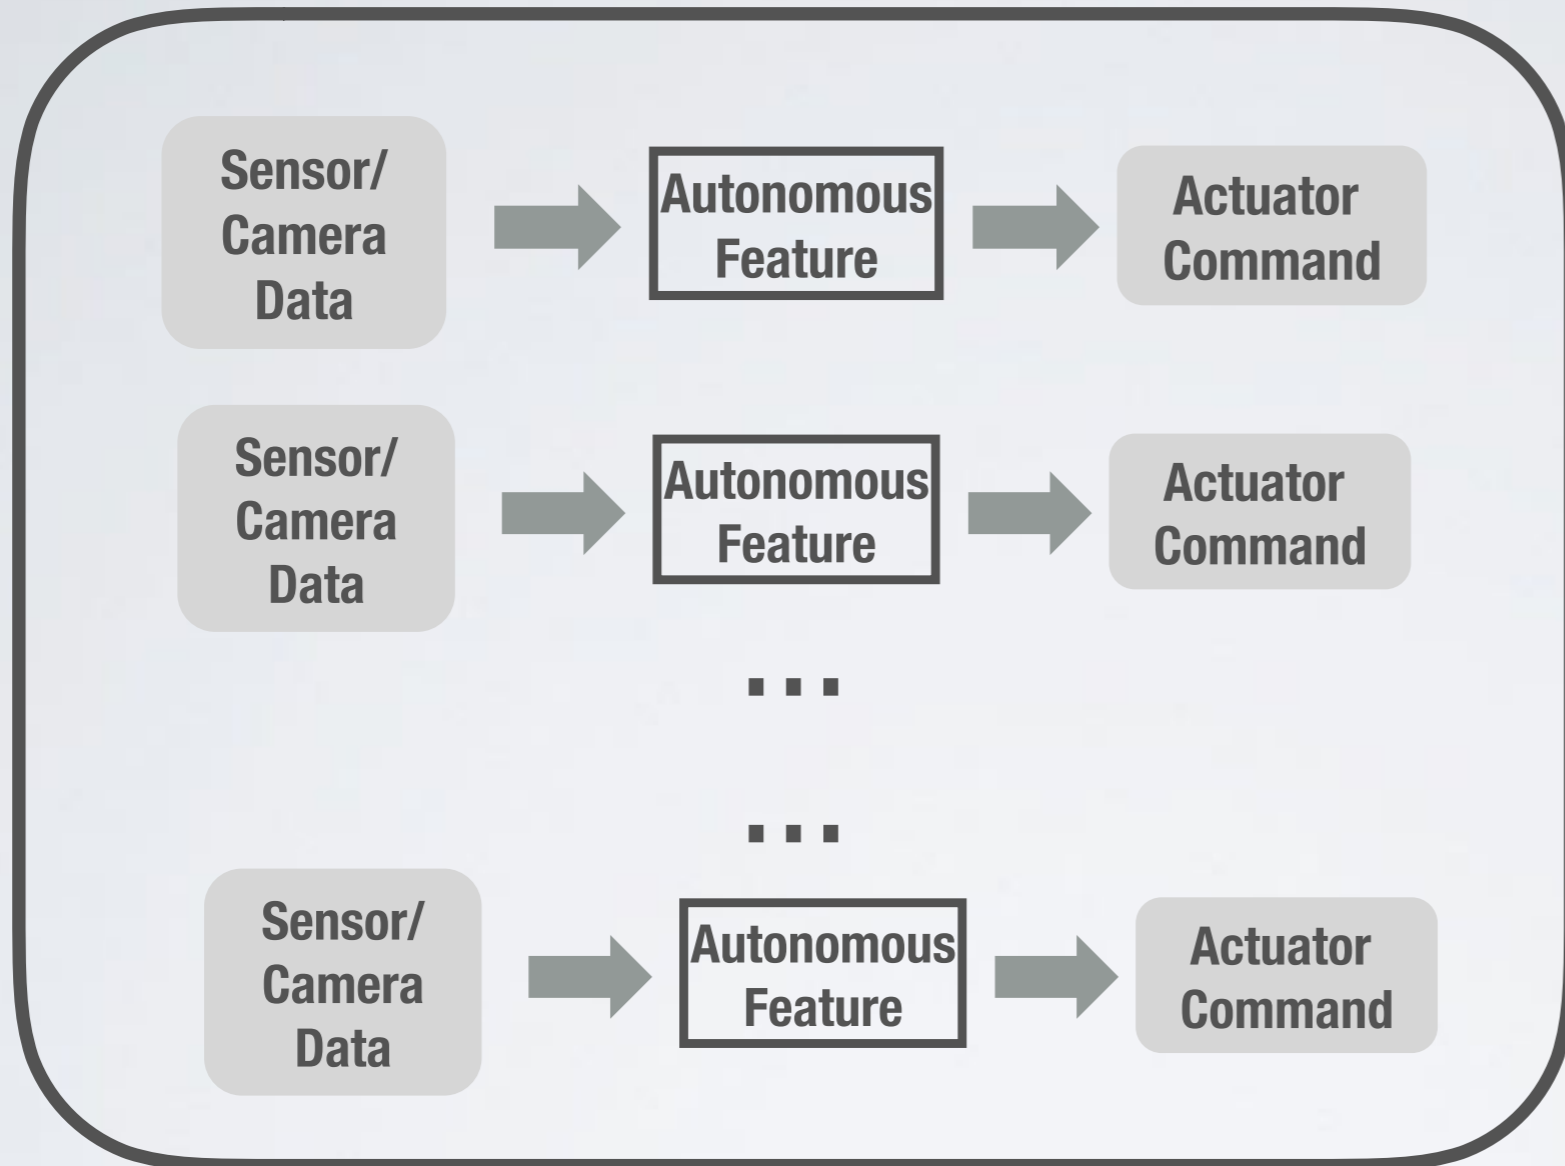 Sensor/
Camera
Data
Autonomous
Feature
Actuator
Command
Sensor/
Camera
Data
Autonomous
Feature
Actuator
Command
...
...
Sensor/
Camera
Data
Autonomous
Feature
Actuator
Command